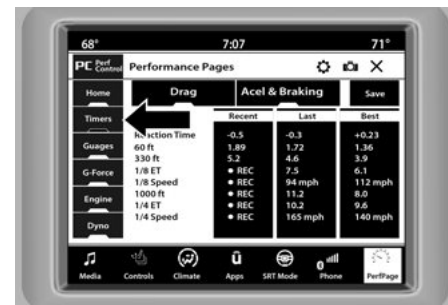 68° 7:07 71°
PC Perf Control Performance Pages
Home Drag Acel & Braking Save
Timers Recent Last Best
Reaction Time -0.5 -0.3 +0.23
60 ft 1.89 1.72 1.36
Guages 330 ft 5.2 4.6 3.9
1/8 ET • REC 7.5 6.1
G-Force 1/8 Speed • REC 94 mph 112 mph
1000 ft • REC 11.2 8.0
Engine 1/4 ET • REC 10.2 9.6
1/4 Speed • REC 165 mph 140 mph
Dyno
Media Controls Climate Apps SRT Mode 0 Phone PerfPage